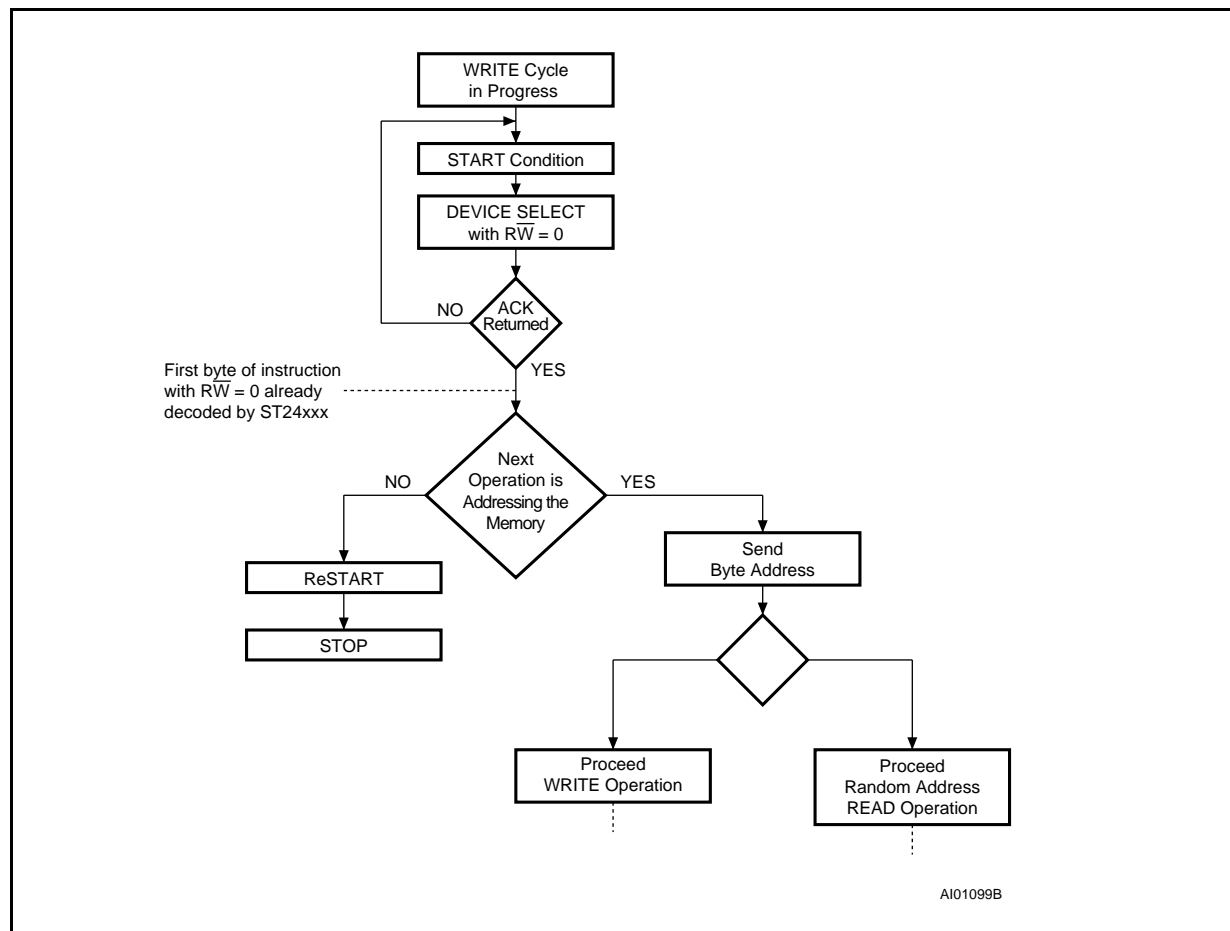 WRITE Cycle
in Progress
START Condition
DEVICE SELECT
with RW̅ = 0
NO
ACK
Returned
YES
First byte of instruction
with RW̅ = 0 already
decoded by ST24xxx
NO
Next
Operation is
Addressing the
Memory
YES
Send
Byte Address
ReSTART
STOP
Proceed
WRITE Operation
Proceed
Random Address
READ Operation
AI01099B